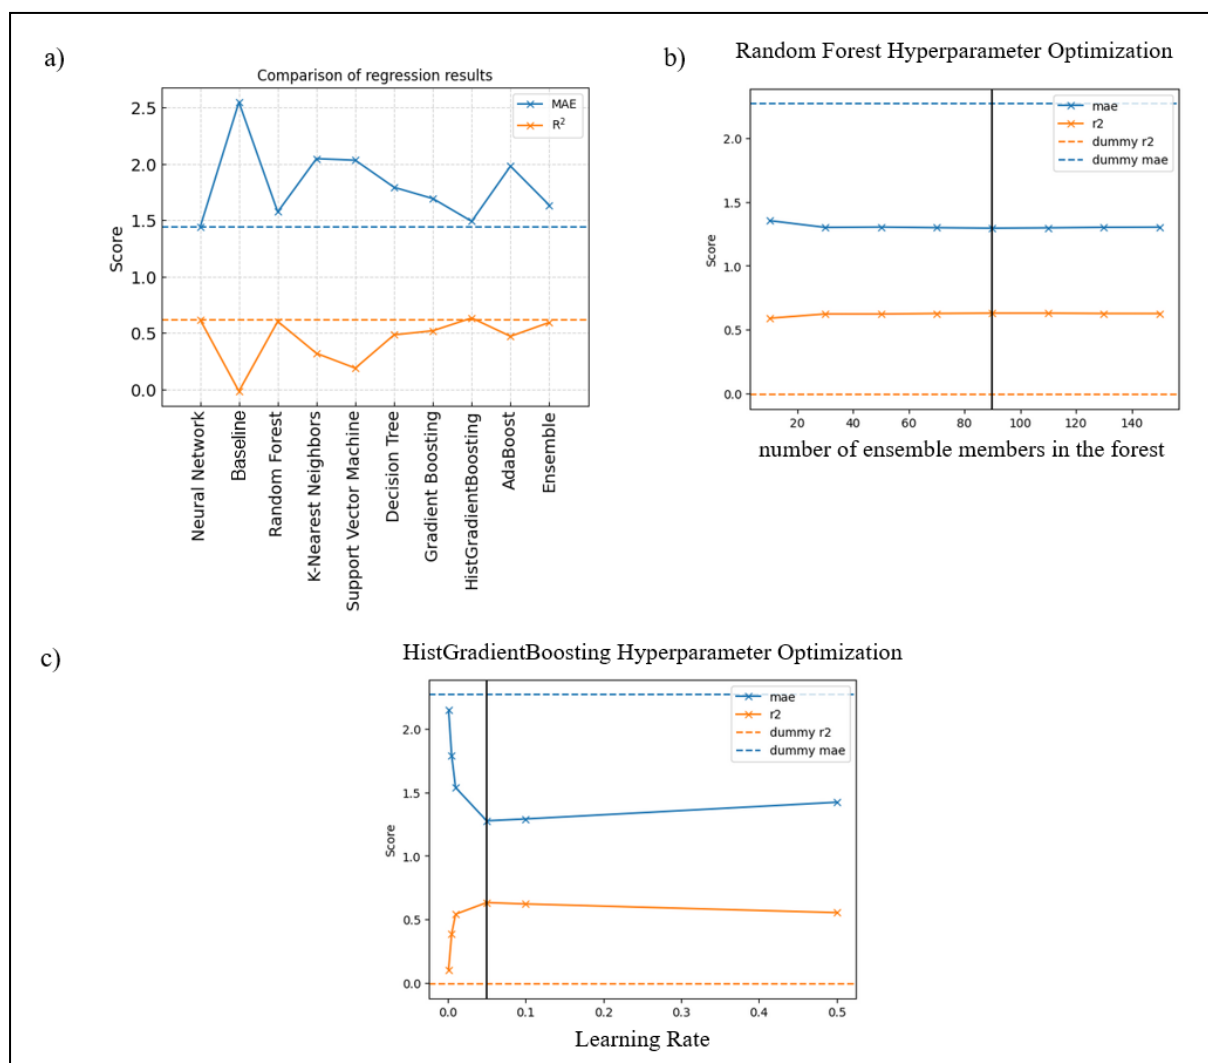 a)
Comparison of regression results
MAE
R²
2.5
2.0
1.5
1.0
0.5
0.0
Score
Neural Network
Baseline
Random Forest
K-Nearest Neighbors
Support Vector Machine
Decision Tree
Gradient Boosting
HistGradientBoosting
AdaBoost
Ensemble
b)
Random Forest Hyperparameter Optimization
mae
r2
dummy r2
dummy mae
2.0
1.5
1.0
0.5
0.0
Score
20 40 60 80 100 120 140
number of ensemble members in the forest
c)
HistGradientBoosting Hyperparameter Optimization
mae
r2
dummy r2
dummy mae
2.0
1.5
1.0
0.5
0.0
Score
0.0 0.1 0.2 0.3 0.4 0.5
Learning Rate